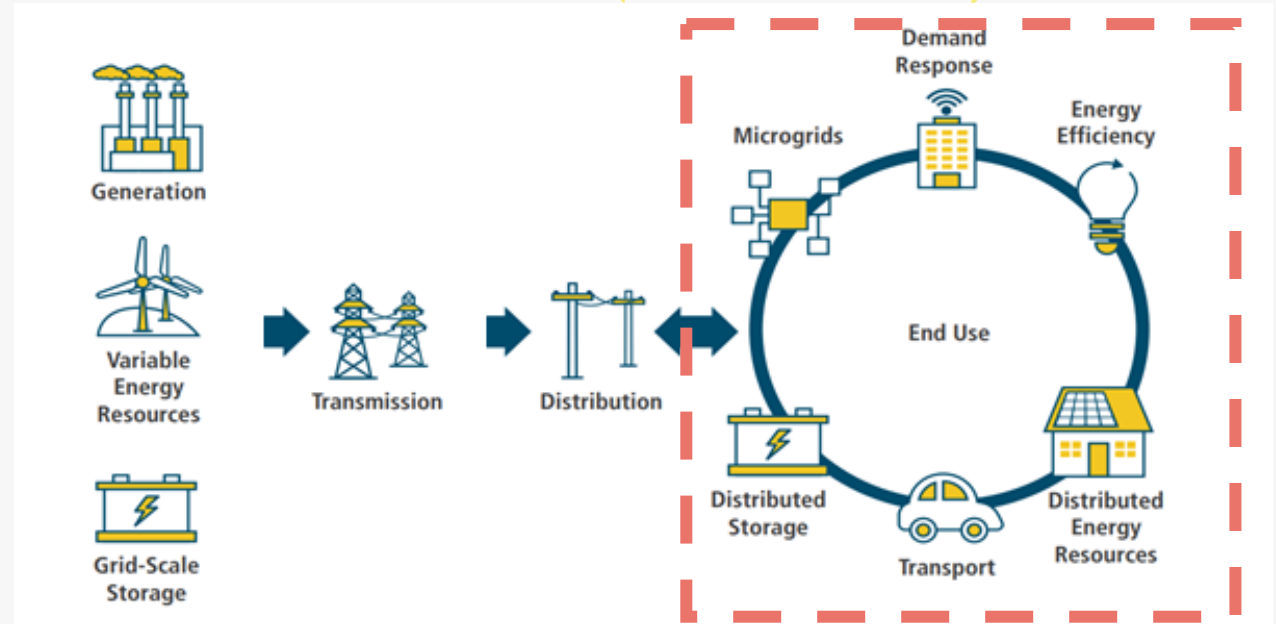 Generation
Variable
Energy
Resources
Grid-Scale
Storage
Transmission
Distribution
Demand
Response
Microgrids
Energy
Efficiency
End Use
Distributed
Storage
Transport
Distributed
Energy
Resources